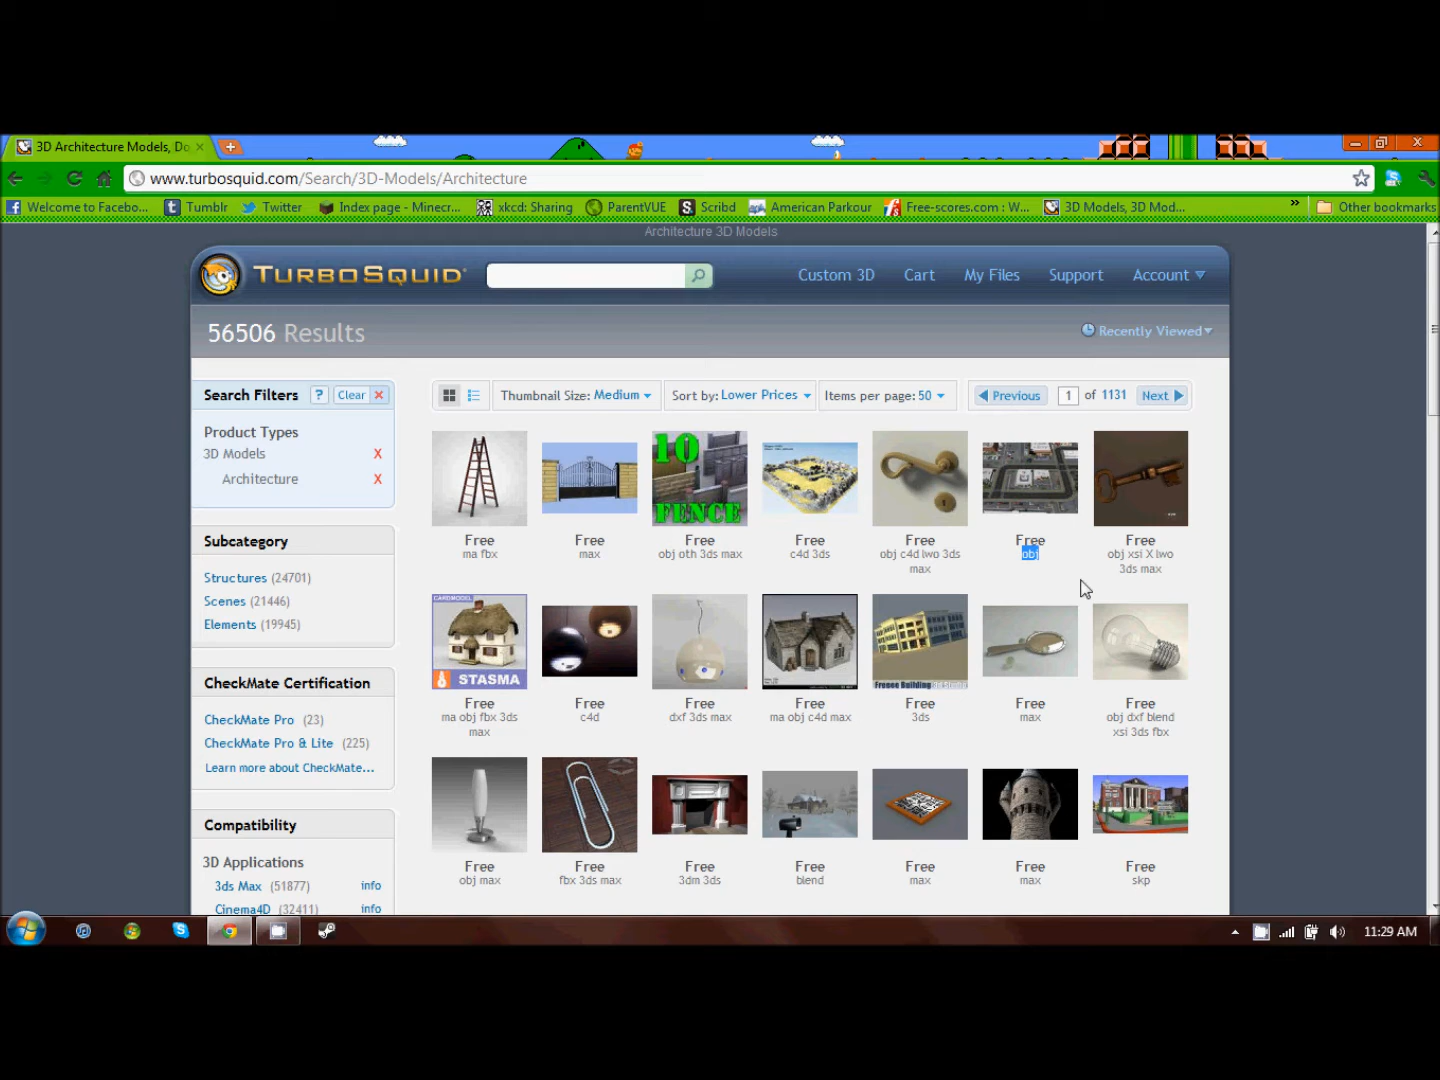 3D Architecture Models, Do
www.turbosquid.com/Search/3D-Models/Architecture
Welcome to Facebo... Tumblr Twitter Index page - Minecr... xkcd: Sharing ParentVUE Scribd American Parkour Free-scores.com : W... 3D Models, 3D Mod... » Other bookmarks
Architecture 3D Models
TURBOSQUID Custom 3D Cart My Files Support Account
56506 Results Recently Viewed
Search Filters ? Clear x
Thumbnail Size: Medium Sort by: Lower Prices Items per page: 50 Previous 1 of 1131 Next
Product Types
3D Models X
Architecture X
10
FENCE
Free Free Free Free Free Free Free
ma fbx max obj oth 3ds max c4d 3ds obj c4d lwo 3ds obj obj xsi X lwo
max 3ds max
Subcategory
Structures (24701)
Scenes (21446)
Elements (19945)
CARDMODEL
STASMA
Freeee Building
Free Free Free Free Free Free Free
ma obj fbx 3ds c4d dxf 3ds max ma obj c4d max 3ds max obj dxf blend
max xsi 3ds fbx
CheckMate Certification
CheckMate Pro (23)
CheckMate Pro & Lite (225)
Learn more about CheckMate...
Compatibility
3D Applications
3ds Max (51877) info
Cinema4D (32411) info
Free Free Free Free Free Free Free
obj max fbx 3ds max 3dm 3ds blend max max skp
11:29 AM